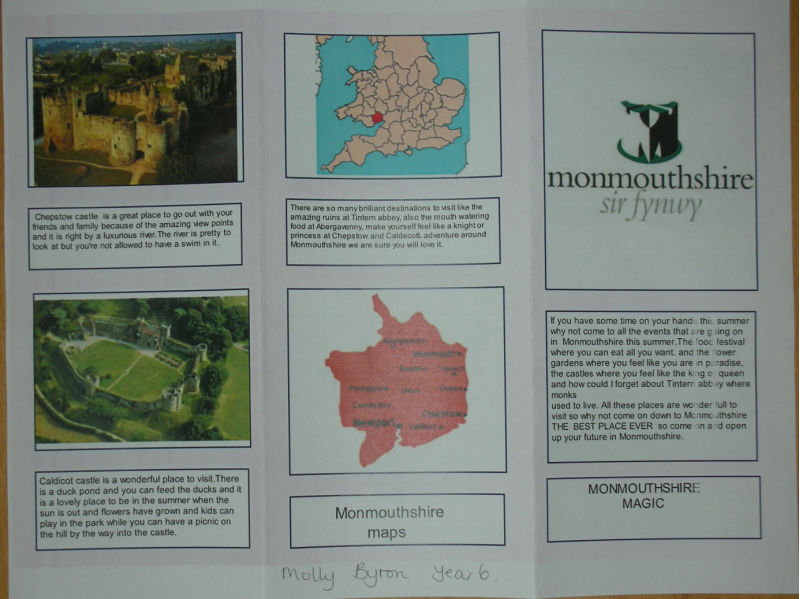 Chepstow castle is a great place to go out with your
friends and family because of the amazing view points
and it is right by a luxurious river.The river is pretty to
look at but you're not allowed to have a swim in it.
Caldicot castle is a wonderful place to visit.There
is a duck pond and you can feed the ducks and it
is a lovely place to be in the summer when the
sun is out and flowers have grown and kids can
play in the park while you can have a picnic on
the hill by the way into the castle.
There are so many brilliant destinations to visit like the
amazing ruins at Tintern abbey, also the mouth watering
food at Abergavenny, make yourself feel like a knight or
princess at Chepstow and Caldecott, adventure around
Monmouthshire we are sure you will love it.
Abergavenny
Monmouth
Raglan
Pontypool
Usk
Chepstow
Newport
Caldicot
Monmouthshire
maps
monmouthshire
sir fynwy
If you have some time on your hands this summer
why not come to all the events that are going on
in Monmouthshire this summer.The food festival
where you can eat all you want, and the flower
gardens where you feel like you are in paradise,
the castles where you feel like the king or queen
and how could I forget about Tintern abbey where
monks
used to live. All these places are wonder full to
visit so why not come on down to Monmouthshire
THE BEST PLACE EVER so come on and open
up your future in Monmouthshire.
MONMOUTHSHIRE
MAGIC
Molly Byron Year 6.